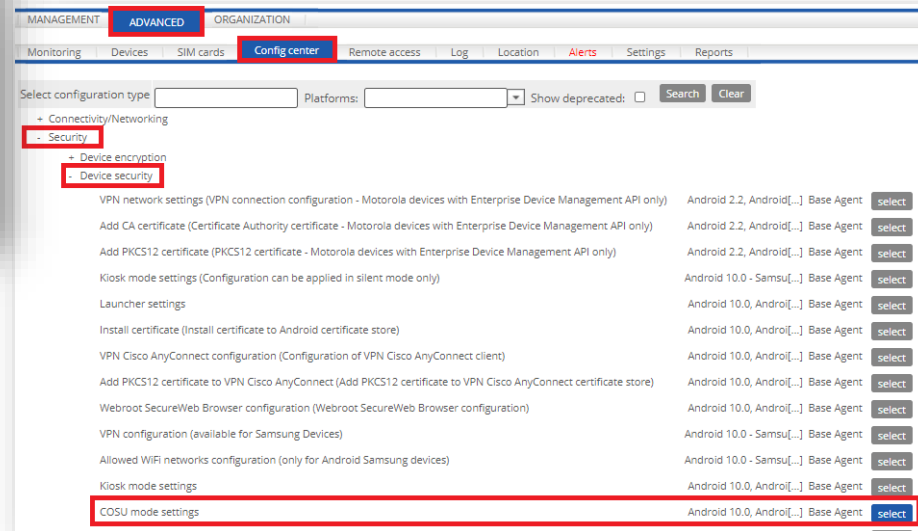 MANAGEMENT ADVANCED ORGANIZATION
Monitoring Devices SIM cards Config center Remote access Log Location Alerts Settings Reports
Select configuration type Platforms: Show deprecated: Search Clear
+ Connectivity/Networking
- Security
+ Device encryption
- Device security
VPN network settings (VPN connection configuration - Motorola devices with Enterprise Device Management API only) Android 2.2, Android[...] Base Agent select
Add CA certificate (Certificate Authority certificate - Motorola devices with Enterprise Device Management API only) Android 2.2, Android[...] Base Agent select
Add PKCS12 certificate (PKCS12 certificate - Motorola devices with Enterprise Device Management API only) Android 2.2, Android[...] Base Agent select
Kiosk mode settings (Configuration can be applied in silent mode only) Android 10.0 - Samsu[...] Base Agent select
Launcher settings Android 10.0, Androi[...] Base Agent select
Install certificate (Install certificate to Android certificate store) Android 10.0, Androi[...] Base Agent select
VPN Cisco AnyConnect configuration (Configuration of VPN Cisco AnyConnect client) Android 10.0, Androi[...] Base Agent select
Add PKCS12 certificate to VPN Cisco AnyConnect (Add PKCS12 certificate to VPN Cisco AnyConnect certificate store) Android 10.0, Androi[...] Base Agent select
Webroot SecureWeb Browser configuration (Webroot SecureWeb Browser configuration) Android 10.0, Androi[...] Base Agent select
VPN configuration (available for Samsung Devices) Android 10.0 - Samsu[...] Base Agent select
Allowed WiFi networks configuration (only for Android Samsung devices) Android 10.0 - Samsu[...] Base Agent select
Kiosk mode settings Android 10.0, Androi[...] Base Agent select
COSU mode settings Android 10.0, Androi[...] Base Agent select